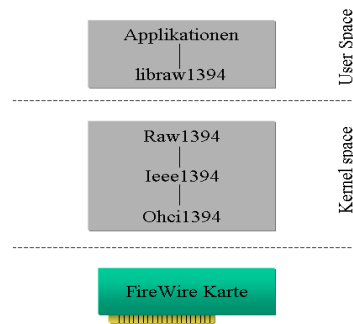 Applikationen
libraw1394
User Space
Raw1394
Ieee1394
Ohci1394
Kernel space
FireWire Karte